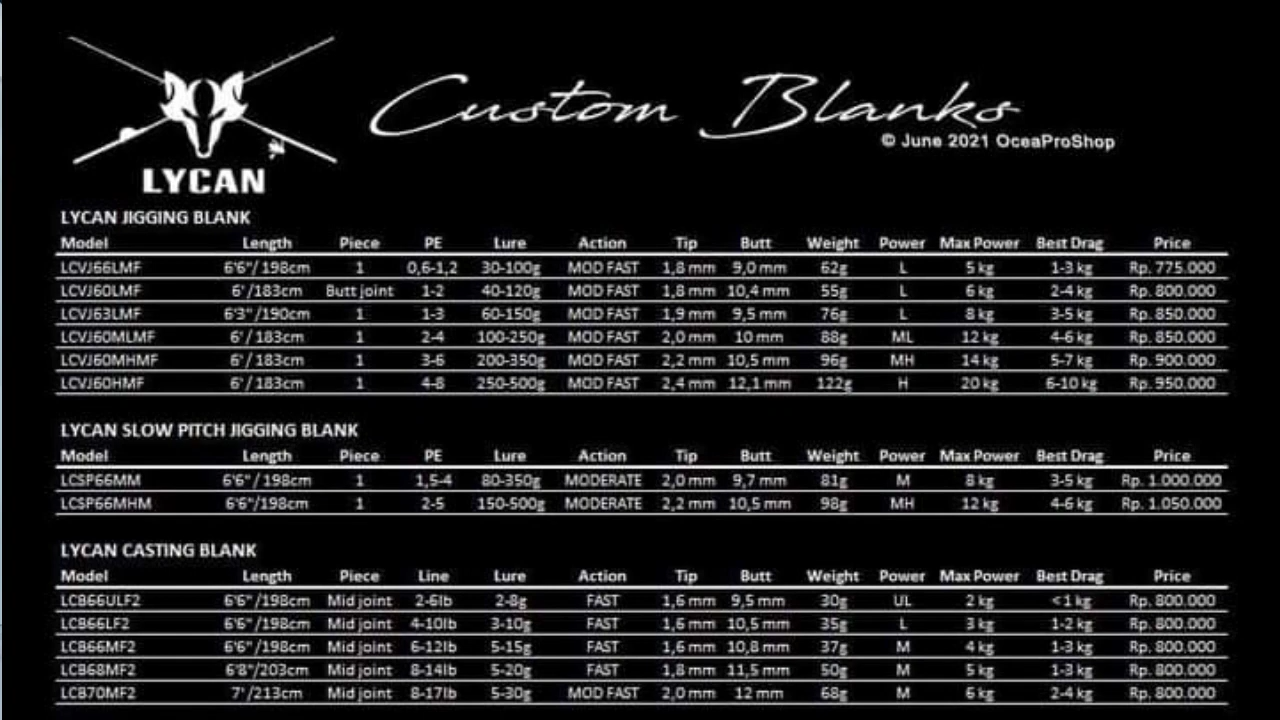 LYCAN
Custom Blanks
© June 2021 OceaProShop
LYCAN JIGGING BLANK
Model Length Piece PE Lure Action Tip Butt Weight Power Max Power Best Drag Price
LCVJ66LMF 6'6"/198cm 1 0,6-1,2 30-100g MOD FAST 1,8 mm 9,0 mm 62g L 5 kg 1-3 kg Rp. 775.000
LCVJ60LMF 6'/183cm Butt joint 1-2 40-120g MOD FAST 1,8 mm 10,4 mm 55g L 6 kg 2-4 kg Rp. 800.000
LCVJ63LMF 6'3"/190cm 1 1-3 60-150g MOD FAST 1,9 mm 9,5 mm 76g L 8 kg 3-5 kg Rp. 850.000
LCVJ60MLMF 6'/183cm 1 2-4 100-250g MOD FAST 2,0 mm 10 mm 88g ML 12 kg 4-6 kg Rp. 850.000
LCVJ60MHMF 6'/183cm 1 3-6 200-350g MOD FAST 2,2 mm 10,5 mm 96g MH 14 kg 5-7 kg Rp. 900.000
LCVJ60HMF 6'/183cm 1 4-8 250-500g MOD FAST 2,4 mm 12,1 mm 122g H 20 kg 6-10 kg Rp. 950.000
LYCAN SLOW PITCH JIGGING BLANK
Model Length Piece PE Lure Action Tip Butt Weight Power Max Power Best Drag Price
LCSP66MM 6'6"/198cm 1 1,5-4 80-350g MODERATE 2,0 mm 9,7 mm 81g M 8 kg 3-5 kg Rp. 1.000.000
LCSP66MHM 6'6"/198cm 1 2-5 150-500g MODERATE 2,2 mm 10,5 mm 98g MH 12 kg 4-6 kg Rp. 1.050.000
LYCAN CASTING BLANK
Model Length Piece Line Lure Action Tip Butt Weight Power Max Power Best Drag Price
LCB66ULF2 6'6"/198cm Mid joint 2-6lb 2-8g FAST 1,6 mm 9,5 mm 30g UL 2 kg <1 kg Rp. 800.000
LCB66LF2 6'6"/198cm Mid joint 4-10lb 3-10g FAST 1,6 mm 10,5 mm 35g L 3 kg 1-2 kg Rp. 800.000
LCB66MF2 6'6"/198cm Mid joint 6-12lb 5-15g FAST 1,6 mm 10,8 mm 37g M 4 kg 1-3 kg Rp. 800.000
LCB68MF2 6'8"/203cm Mid joint 8-14lb 5-20g FAST 1,8 mm 11,5 mm 50g M 5 kg 1-3 kg Rp. 800.000
LCB70MF2 7'/213cm Mid joint 8-17lb 5-30g MOD FAST 2,0 mm 12 mm 68g M 6 kg 2-4 kg Rp. 800.000